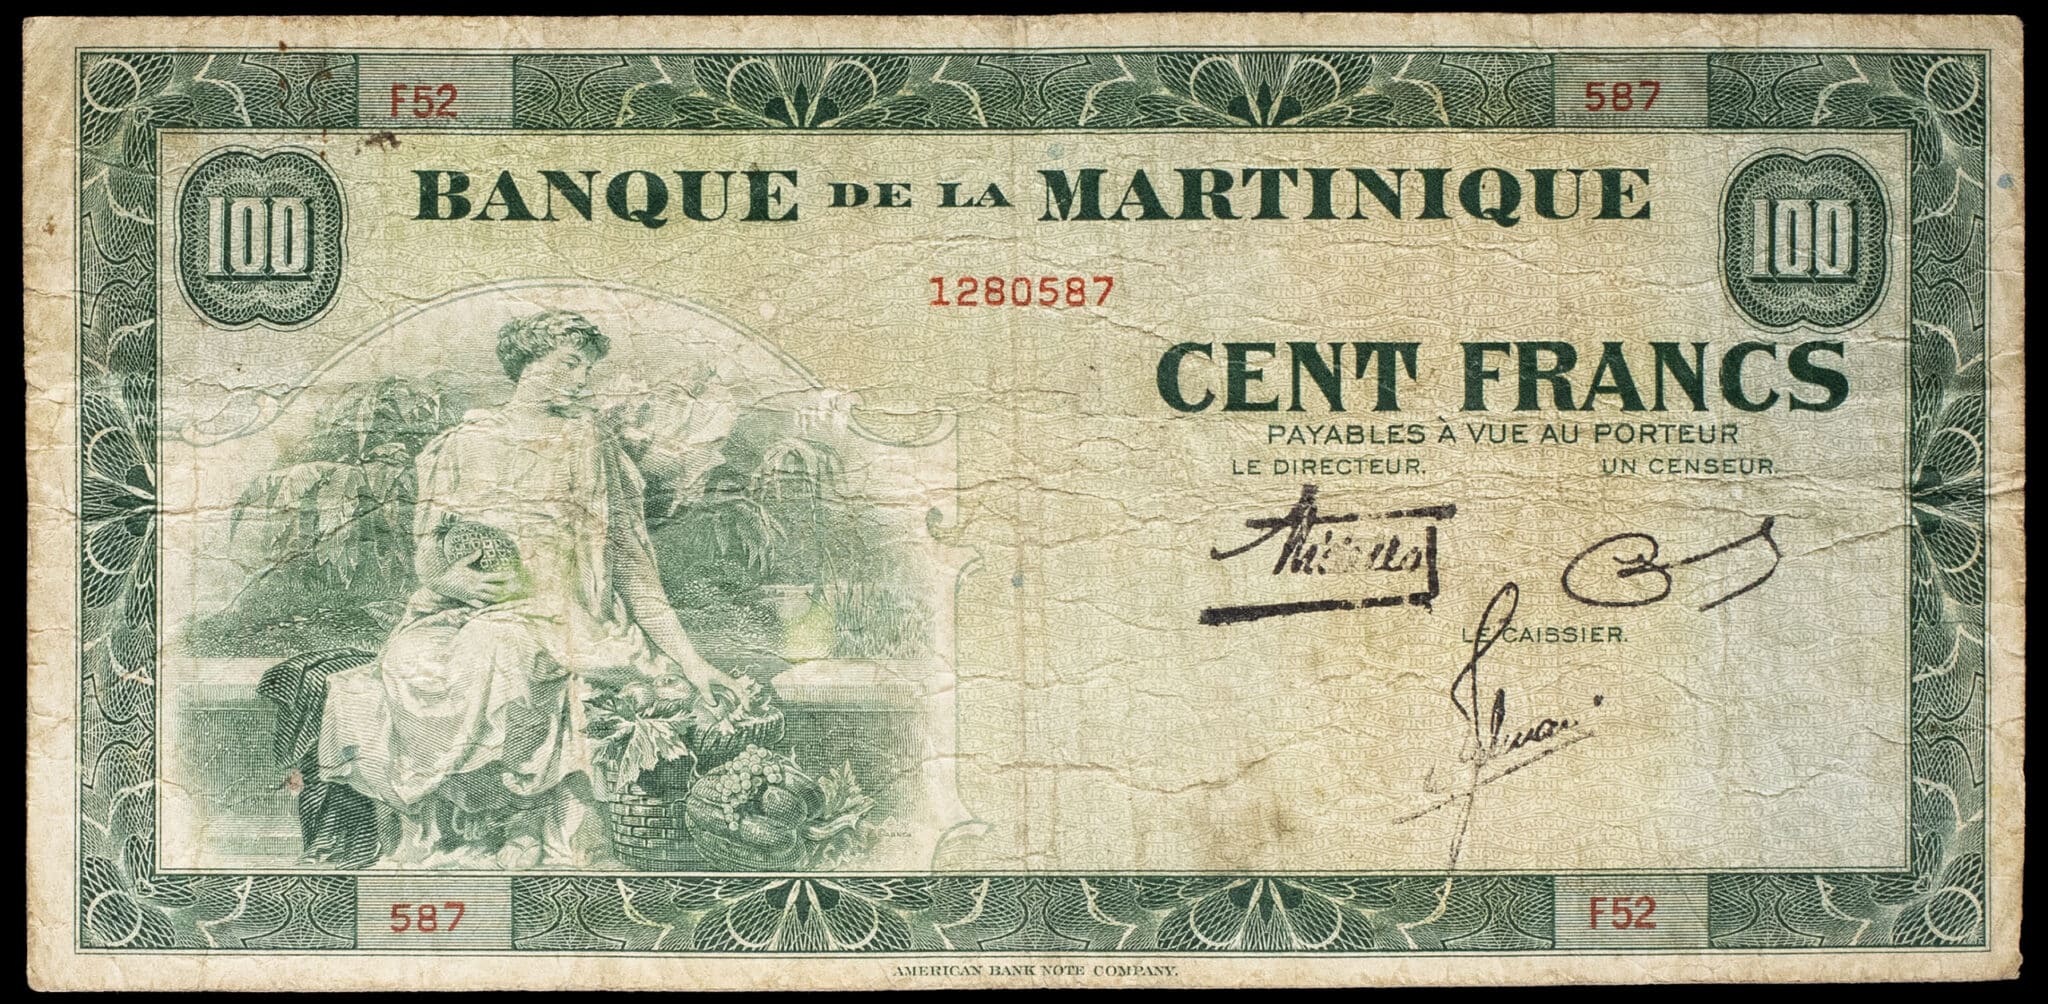 F52 587
100 BANQUE DE LA MARTINIQUE 100
1280587
CENT FRANCS
PAYABLES À VUE AU PORTEUR
LE DIRECTEUR. UN CENSEUR.
LE CAISSIER.
587 F52
AMERICAN BANK NOTE COMPANY.